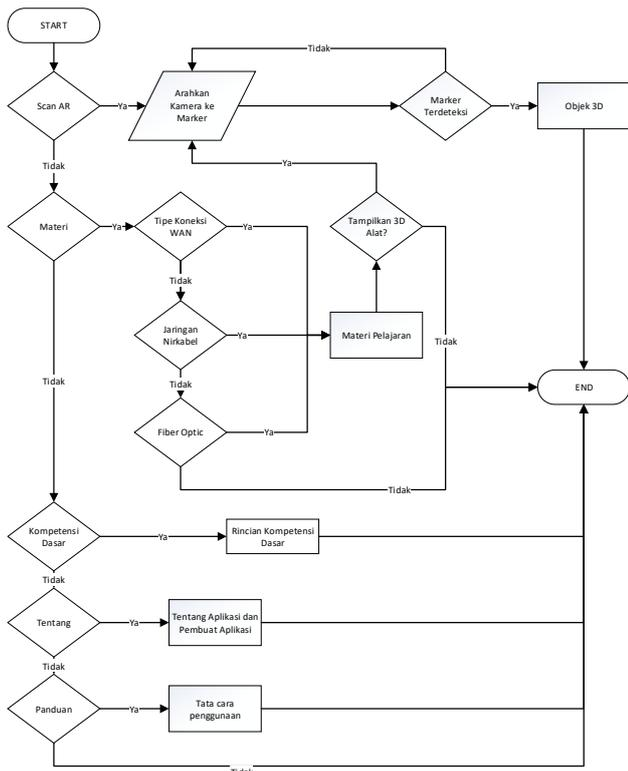 START
Tidak
Scan AR
Ya
Arahkan
Kamera ke
Marker
Marker
Terdeteksi
Ya
Objek 3D
Tidak
Ya
Materi
Ya
Tipe Koneksi
WAN
Ya
Tampilkan 3D
Alat?
Tidak
Jaringan
Nirkabel
Ya
Materi Pelajaran
Tidak
Tidak
Tidak
END
Fiber Optic
Ya
Tidak
Kompetensi
Dasar
Ya
Rincian Kompetensi
Dasar
Tidak
Tentang
Ya
Tentang Aplikasi dan
Pembuat Aplikasi
Tidak
Panduan
Ya
Tata cara
penggunaan
Tidak